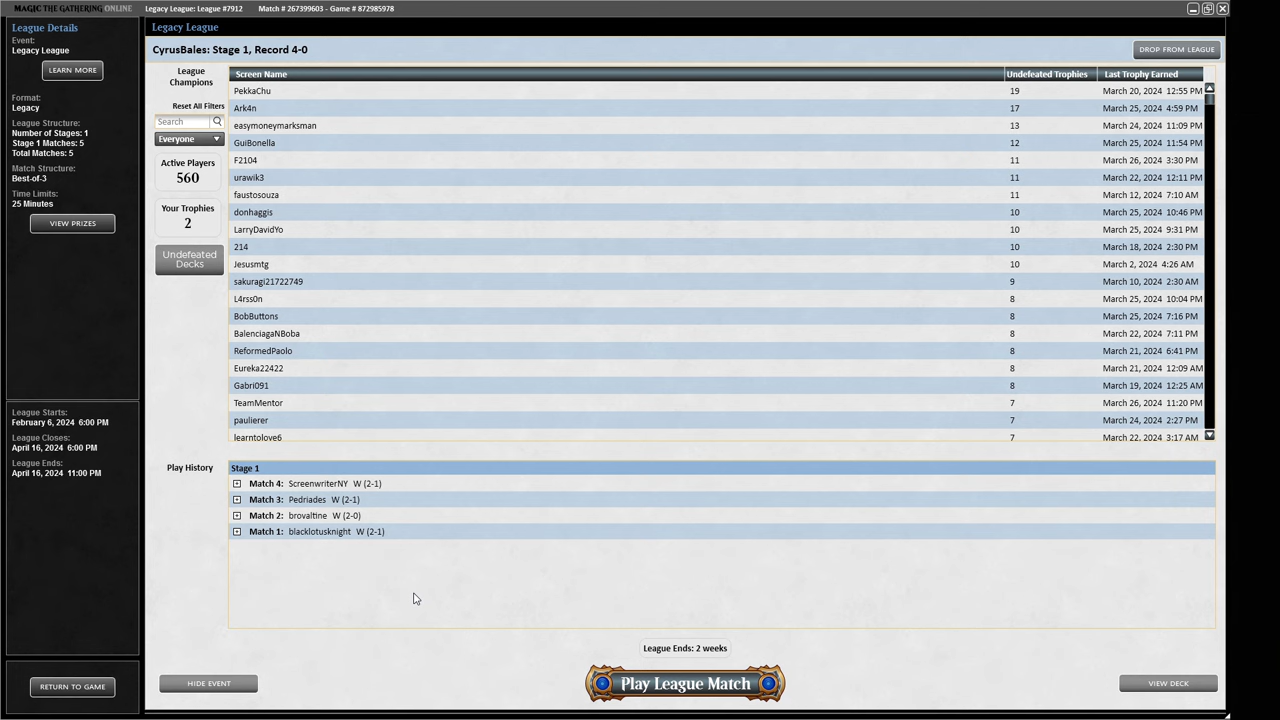 MAGIC THE GATHERING ONLINE Legacy League: League #7912 Match # 267399603 - Game # 872985978
League Details
Event:
Legacy League
LEARN MORE
Format:
Legacy
League Structure:
Number of Stages: 1
Stage 1 Matches: 5
Total Matches: 5
Match Structure:
Best-of-3
Time Limits:
25 Minutes
VIEW PRIZES
League Starts:
February 6, 2024 6:00 PM
League Closes:
April 16, 2024 6:00 PM
League Ends:
April 16, 2024 11:00 PM
RETURN TO GAME
Legacy League
CyrusBales: Stage 1, Record 4-0
DROP FROM LEAGUE
League
Champions
Reset All Filters
Search
Everyone
Active Players
560
Your Trophies
2
Undefeated
Decks
Screen Name Undefeated Trophies Last Trophy Earned
PekkaChu 19 March 20, 2024 12:55 PM
Ark4n 17 March 25, 2024 4:59 PM
easymoneymarksman 13 March 24, 2024 11:09 PM
GuiBonella 12 March 25, 2024 11:54 PM
F2104 11 March 26, 2024 3:30 PM
urawik3 11 March 22, 2024 12:11 PM
faustosouza 11 March 12, 2024 7:10 AM
donhaggis 10 March 25, 2024 10:46 PM
LarryDavidYo 10 March 25, 2024 9:31 PM
214 10 March 18, 2024 2:30 PM
Jesusmtg 10 March 2, 2024 4:26 AM
sakuragi21722749 9 March 10, 2024 2:30 AM
L4rss0n 8 March 25, 2024 10:04 PM
BobButtons 8 March 25, 2024 7:16 PM
BalenciagaNBoba 8 March 22, 2024 7:11 PM
ReformedPaolo 8 March 21, 2024 6:41 PM
Eureka22422 8 March 21, 2024 12:09 AM
Gabri091 8 March 19, 2024 12:25 AM
TeamMentor 7 March 26, 2024 11:20 PM
paulierer 7 March 24, 2024 2:27 PM
learntolove6 7 March 22, 2024 3:17 AM
Play History
Stage 1
Match 4: ScreenwriterNY W (2-1)
Match 3: Pedriades W (2-1)
Match 2: brovaltine W (2-0)
Match 1: blacklotusknight W (2-1)
League Ends: 2 weeks
HIDE EVENT
Play League Match
VIEW DECK